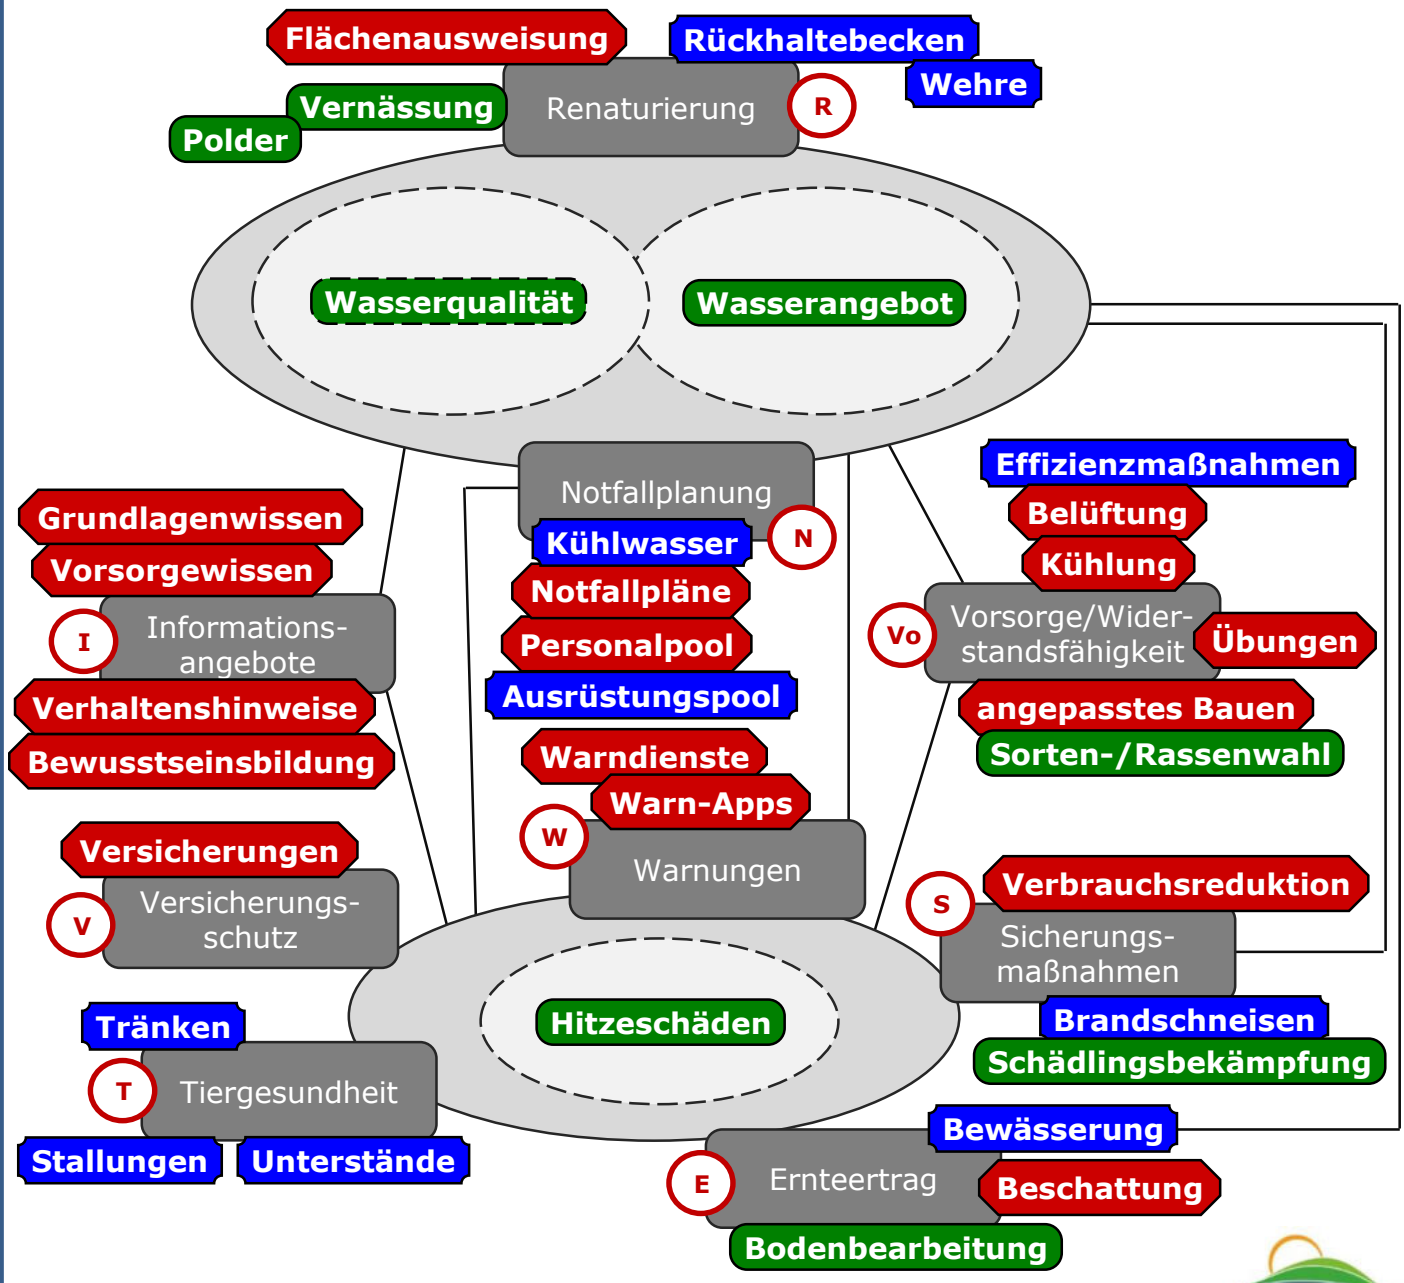 Flächenausweisung
Rückhaltebecken
Wehre
Vernässung
Renaturierung
R
Polder
Wasserqualität
Wasserangebot
Effizienzmaßnahmen
Notfallplanung
N
Belüftung
Grundlagenwissen
Kühlwasser
Kühlung
Vorsorgewissen
Notfallpläne
I
Informations-
angebote
Personalpool
Vo
Vorsorge/Wider-
standsfähigkeit
Übungen
Verhaltenshinweise
Ausrüstungspool
angepasstes Bauen
Bewusstseinsbildung
Warndienste
Sorten-/Rassenwahl
Warn-Apps
W
Warnungen
Versicherungen
V
Versicherungs-
schutz
Verbrauchsreduktion
S
Sicherungs-
maßnahmen
Hitzeschäden
Brandschneisen
Schädlingsbekämpfung
Tränken
T
Tiergesundheit
Stallungen
Unterstände
Bewässerung
E
Ernteertrag
Beschattung
Bodenbearbeitung